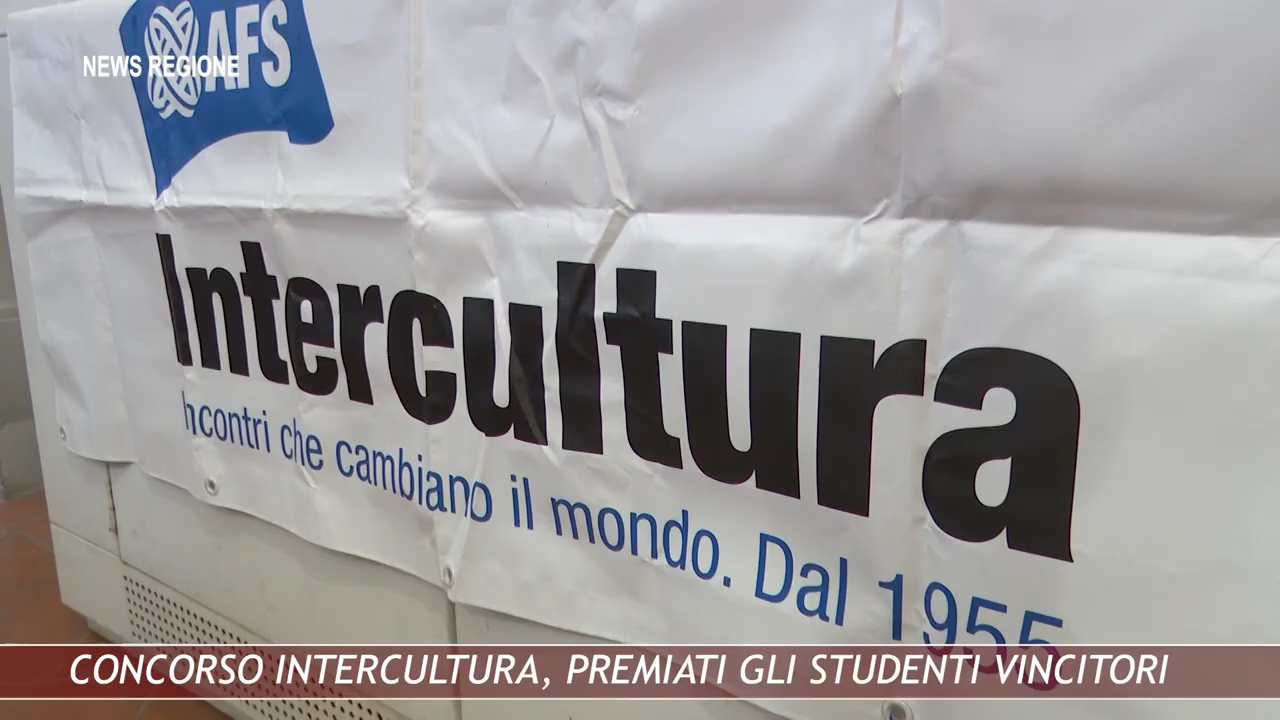 AFS
NEWS REGIONE
Intercultura
Incontri che cambiano il mondo. Dal 1955
CONCORSO INTERCULTURA, PREMIATI GLI STUDENTI VINCITORI